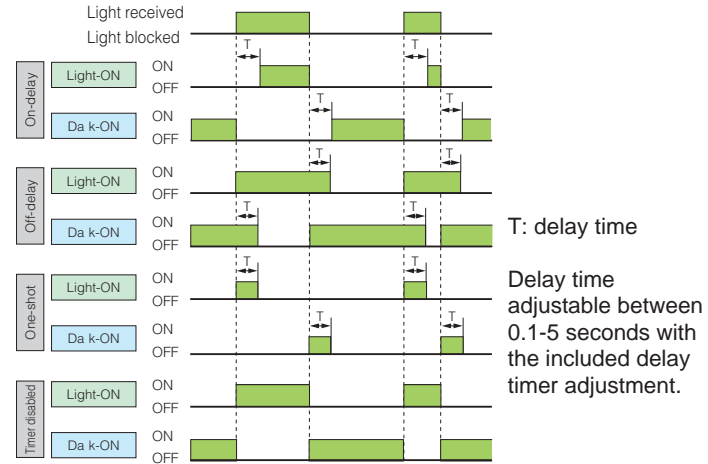 Light received
Light blocked
T T
On-delay
Light-ON ON
OFF
T T
Da k-ON ON
OFF
T T
Off-delay
Light-ON ON
OFF
T T
Da k-ON ON
OFF
T: delay time
T T
One-shot
Light-ON ON
OFF
T T
Da k-ON ON
OFF
Delay time
adjustable between
0.1-5 seconds with
the included delay
timer adjustment.
Timer disabled
Light-ON ON
OFF
Da k-ON ON
OFF